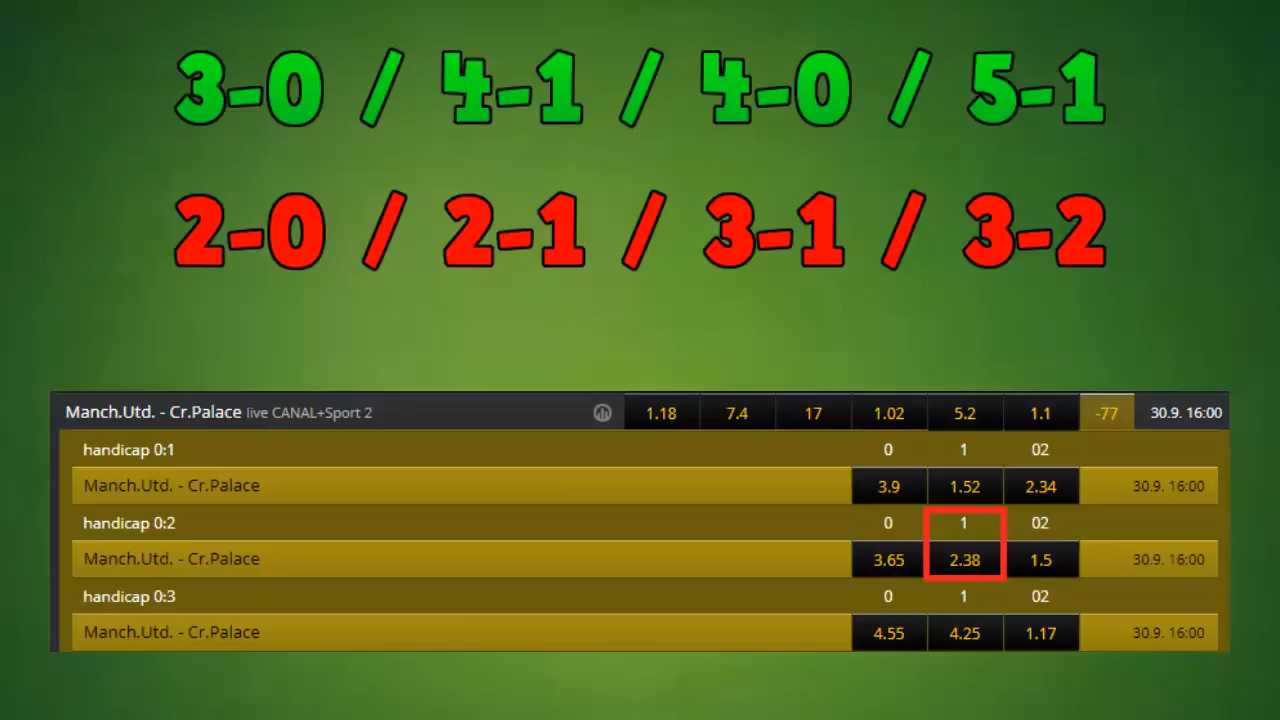 3-0 / 4-1 / 4-0 / 5-1
2-0 / 2-1 / 3-1 / 3-2
Manch.Utd. - Cr.Palace live CANAL+Sport 2 1.18 7.4 17 1.02 5.2 1.1 -77 30.9. 16:00
handicap 0:1 0 1 02
Manch.Utd. - Cr.Palace 3.9 1.52 2.34 30.9. 16:00
handicap 0:2 0 1 02
Manch.Utd. - Cr.Palace 3.65 2.38 1.5 30.9. 16:00
handicap 0:3 0 1 02
Manch.Utd. - Cr.Palace 4.55 4.25 1.17 30.9. 16:00